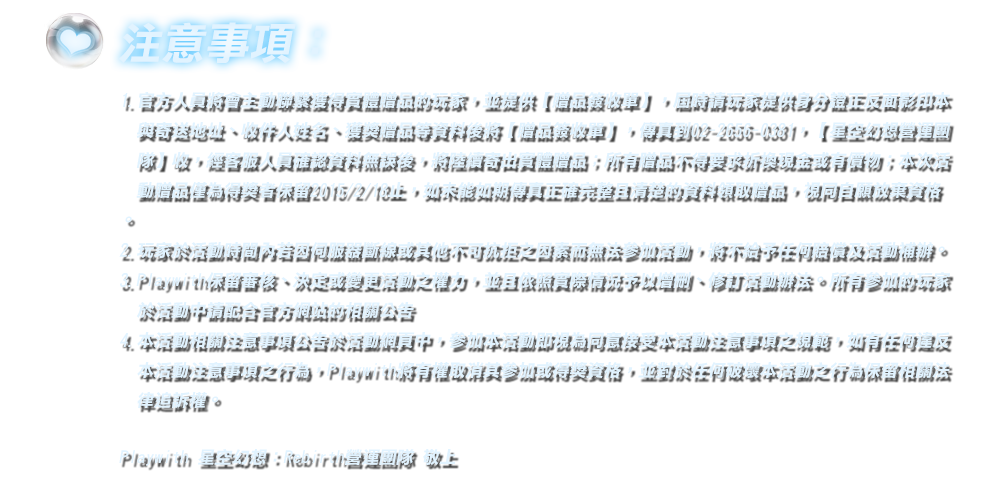 注意事項：
1. 官方人員將會主動聯繫獲得實體贈品的玩家，並提供【贈品簽收單】，屆時請玩家提供身分證正反面影印本
與寄送地址、收件人姓名、獲獎贈品等資料後將【贈品簽收單】，傳真到02-2656-0381，【星空幻想營運團
隊】收，經客服人員確認資料無誤後，將陸續寄出實體贈品；所有贈品不得要求折換現金或有價物；本次活
動贈品僅為得獎者保留2015/2/18止，如未能如期傳真正確完整且清楚的資料領取贈品，視同自願放棄資格
。
2. 玩家於活動時間內若因伺服器斷線或其他不可抗拒之因素而無法參加活動，將不賦予任何賠償及活動補辦。
3. Playwith保留審核、決定或變更活動之權力，並且依照實際情況予以增刪、修訂活動辦法。所有參加的玩家
於活動中請配合官方網站的相關公告
4. 本活動相關注意事項公告於活動網頁中，參加本活動即視為同意接受本活動注意事項之規範，如有任何違反
本活動注意事項之行為，Playwith將有權取消其參加或得獎資格，並對於任何破壞本活動之行為保留相關法
律追訴權。
Playwith 星空幻想：Rebirth營運團隊 敬上